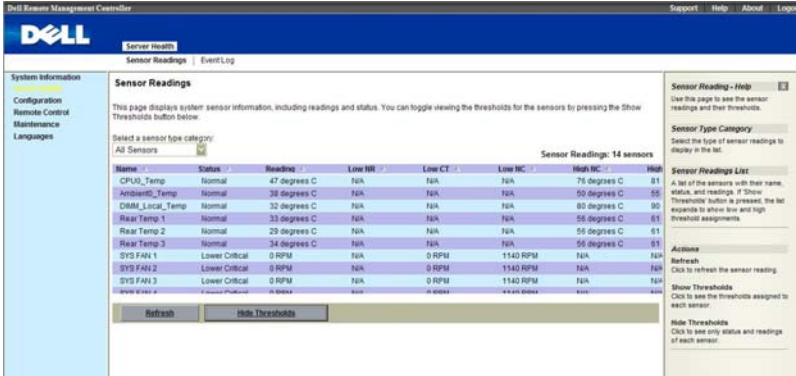 Dell Remote Management Controller
Support Help About Logo
DELL
Server Health
Sensor Readings | Event Log
System Information
Configuration
Remote Control
Maintenance
Languages
Sensor Readings
This page displays system sensor information, including readings and status. You can toggle viewing the thresholds for the sensors by pressing the Show
Thresholds button below.
Select a sensor type category:
All Sensors
Sensor Readings: 14 sensors
Name Status Reading Low NR Low CT Low NC High NC High
CPU0_Temp Normal 47 degrees C N/A N/A N/A 76 degrees C 81
Ambient0_Temp Normal 38 degrees C N/A N/A N/A 50 degrees C 55
DIMM_Local_Temp Normal 32 degrees C N/A N/A N/A 80 degrees C 90
Rear Temp 1 Normal 33 degrees C N/A N/A N/A 56 degrees C 61
Rear Temp 2 Normal 29 degrees C N/A N/A N/A 56 degrees C 61
Rear Temp 3 Normal 34 degrees C N/A N/A N/A 56 degrees C 61
SYS FAN 1 Lower Critical 0 RPM N/A 0 RPM 1140 RPM N/A N/A
SYS FAN 2 Lower Critical 0 RPM N/A 0 RPM 1140 RPM N/A N/A
SYS FAN 3 Lower Critical 0 RPM N/A 0 RPM 1140 RPM N/A N/A
SYS FAN 4 Lower Critical 0 RPM N/A 0 RPM 1140 RPM N/A N/A
Refresh Hide Thresholds
Sensor Reading - Help X
Use this page to see the sensor
readings and their thresholds.
Sensor Type Category
Select the type of sensor readings to
display in the list.
Sensor Readings List
A list of the sensors with their name,
status, and readings. If 'Show
Thresholds' button is pressed, the list
expands to show low and high
threshold assignments.
Actions
Refresh
Click to refresh the sensor reading.
Show Thresholds
Click to see the thresholds assigned to
each sensor.
Hide Thresholds
Click to see only status and readings
of each sensor.